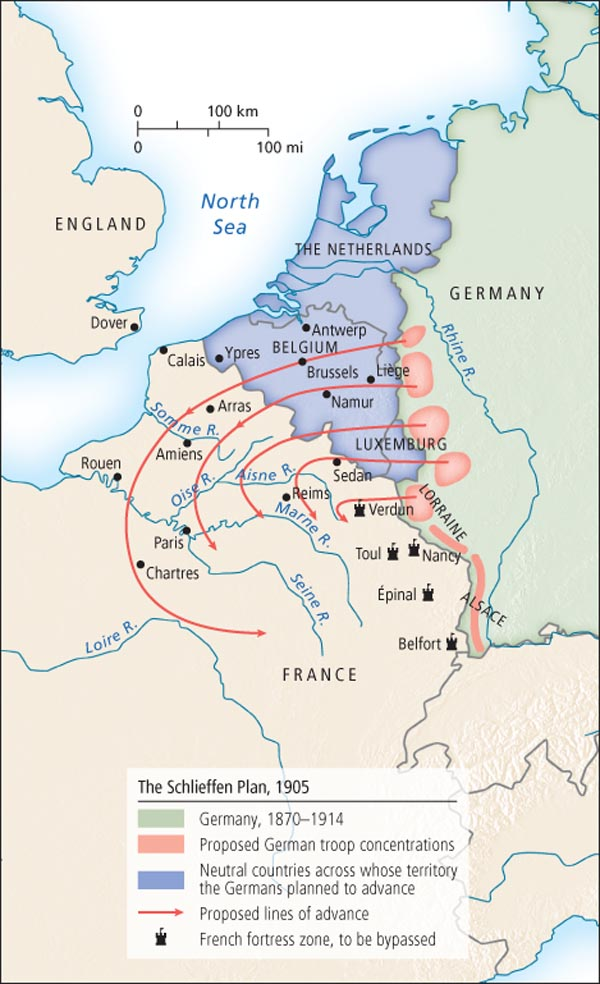 0 100 km
0 100 mi
North
Sea
ENGLAND
THE NETHERLANDS
GERMANY
Dover
Antwerp
Rhine R.
Calais
Ypres
BELGIUM
Brussels
Liège
Namur
Arras
Somme R.
Amiens
LUXEMBURG
Rouen
Oise R.
Aisne R.
Sedan
Reims
Verdun
LORRAINE
Marne R.
Paris
Toul
Nancy
Chartres
Seine R.
Épinal
ALSACE
Loire R.
Belfort
FRANCE
The Schlieffen Plan, 1905
Germany, 1870–1914
Proposed German troop concentrations
Neutral countries across whose territory
the Germans planned to advance
Proposed lines of advance
French fortress zone, to be bypassed